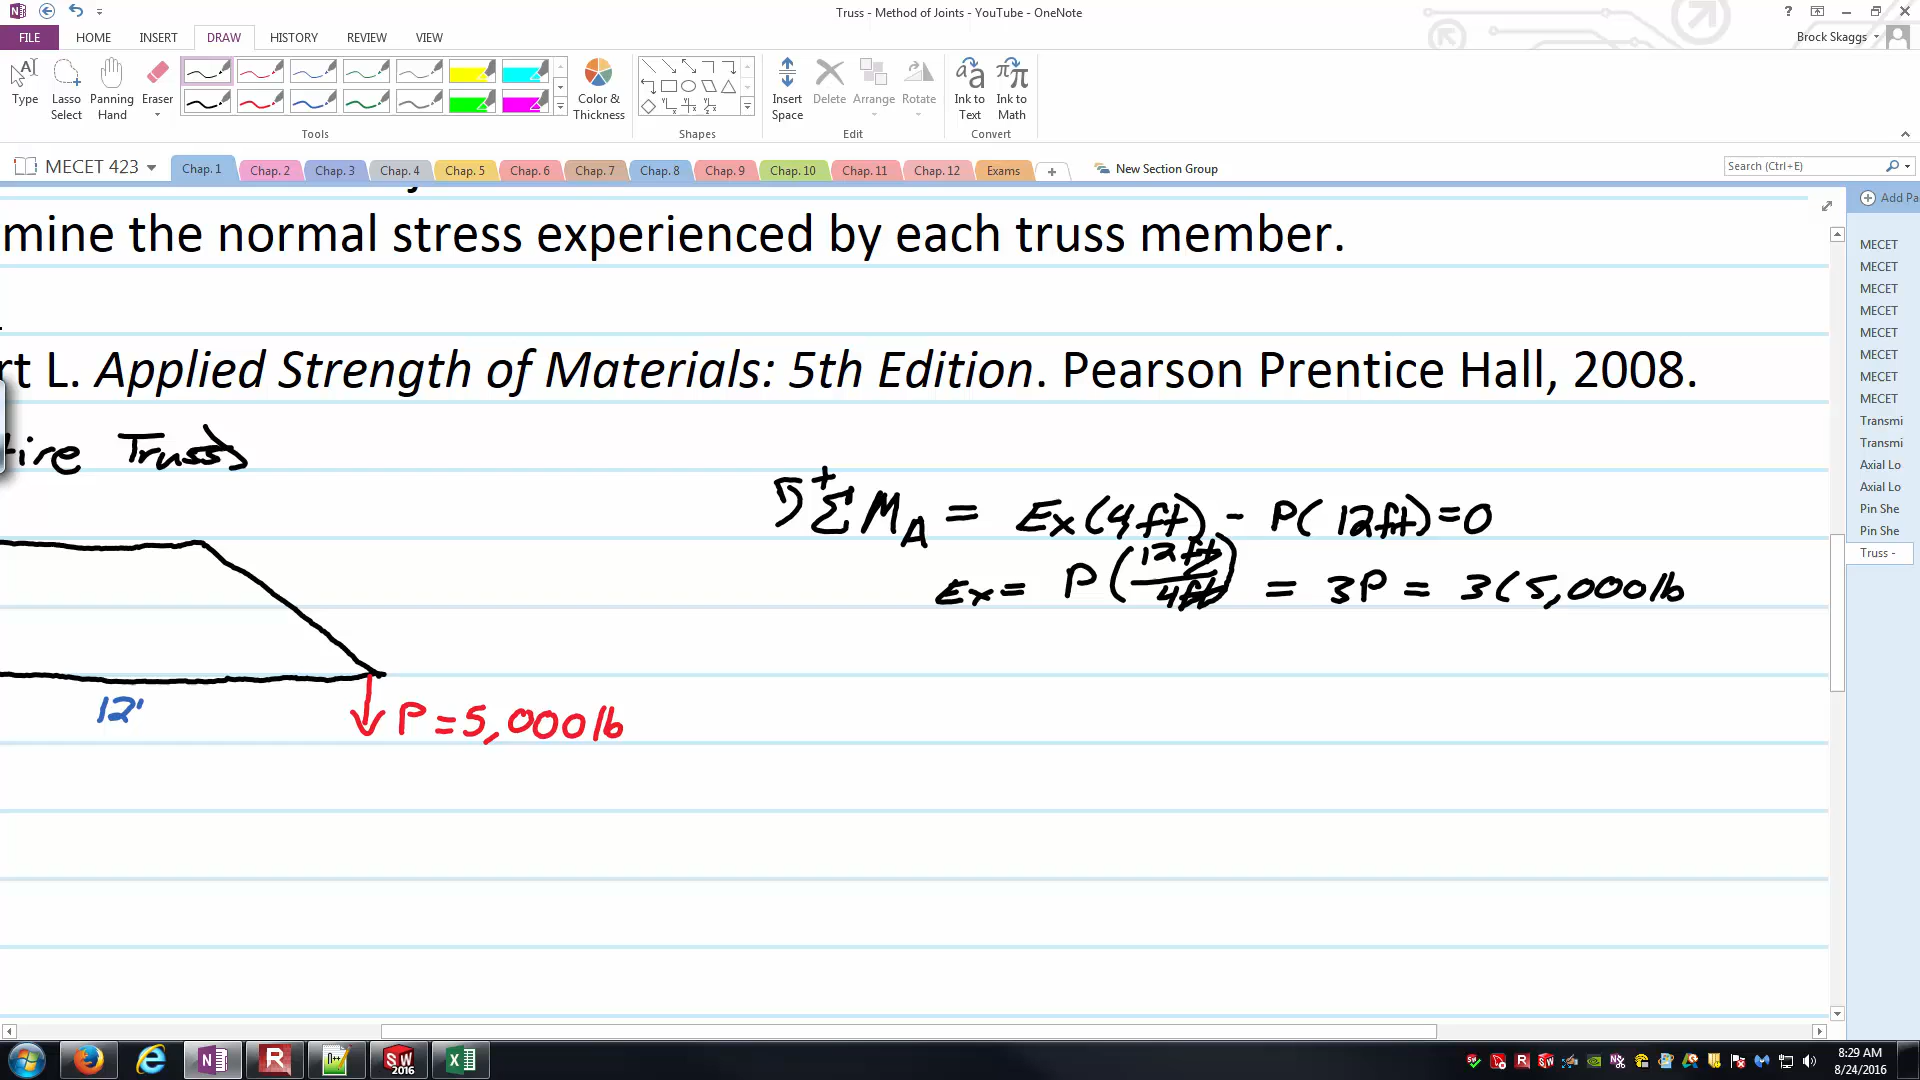 Truss - Method of Joints - YouTube - OneNote
FILE HOME INSERT DRAW HISTORY REVIEW VIEW
Brock Skaggs
Type
Lasso Select
Panning Hand
Eraser
Color & Thickness
Insert Space
Delete
Arrange
Rotate
Ink to Text
Ink to Math
Tools Shapes Edit Convert
MECET 423 Chap. 1 Chap. 2 Chap. 3 Chap. 4 Chap. 5 Chap. 6 Chap. 7 Chap. 8 Chap. 9 Chap. 10 Chap. 11 Chap. 12 Exams New Section Group
Search (Ctrl+E)
Add Pa
mine the normal stress experienced by each truss member.
rt L. Applied Strength of Materials: 5th Edition. Pearson Prentice Hall, 2008.
tire Truss
+ΣM_A = Ex(4ft) - P(12ft)=0
Ex = P(12ft/4ft) = 3P = 3(5,000lb
12'
P=5,000lb
MECET
MECET
MECET
MECET
MECET
MECET
MECET
MECET
Transmi
Transmi
Axial Lo
Axial Lo
Pin She
Pin She
Truss -
8:29 AM
8/24/2016